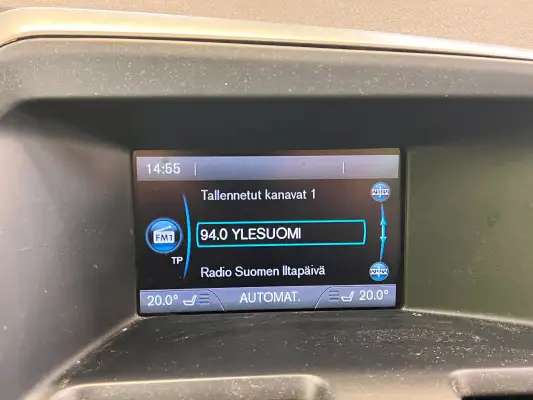 14:55
Tallennetut kanavat 1
FM1
94.0 YLESUOMI
TP
Radio Suomen Iltapäivä
20.0° AUTOMAT. 20.0°